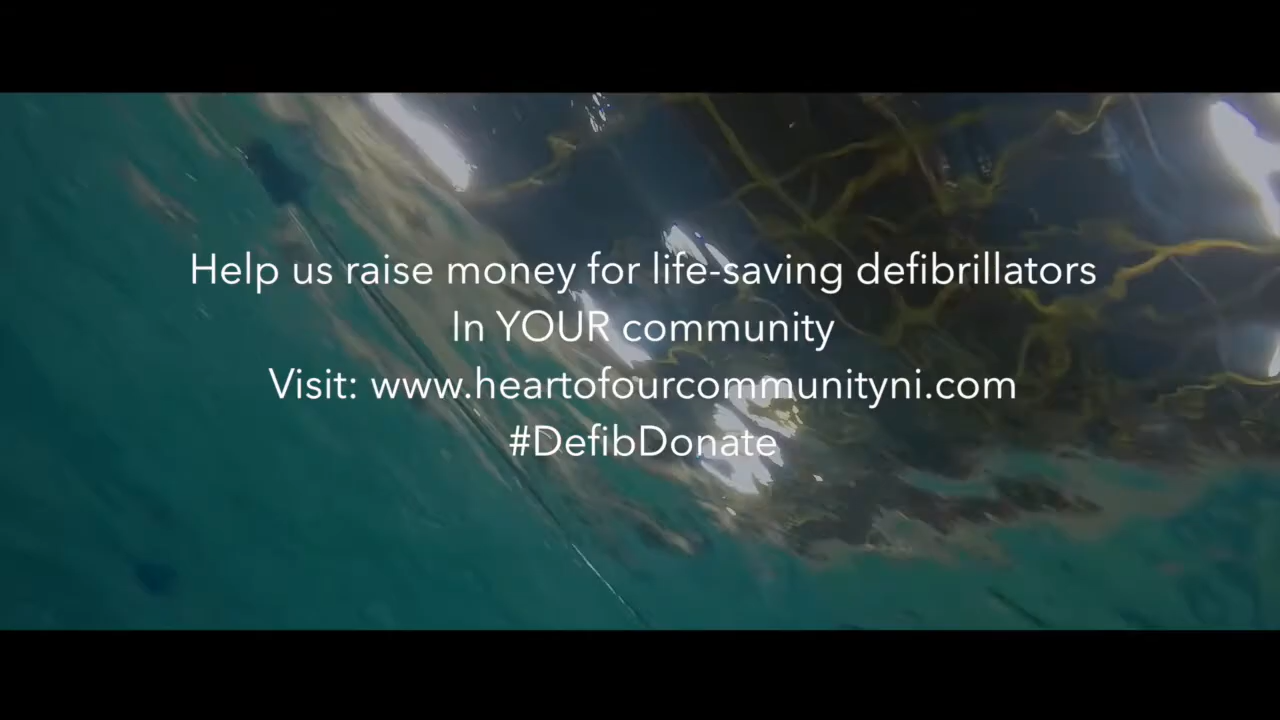 Help us raise money for life-saving defibrillators
In YOUR community
Visit: www.heartofourcommunityni.com
#DefibDonate